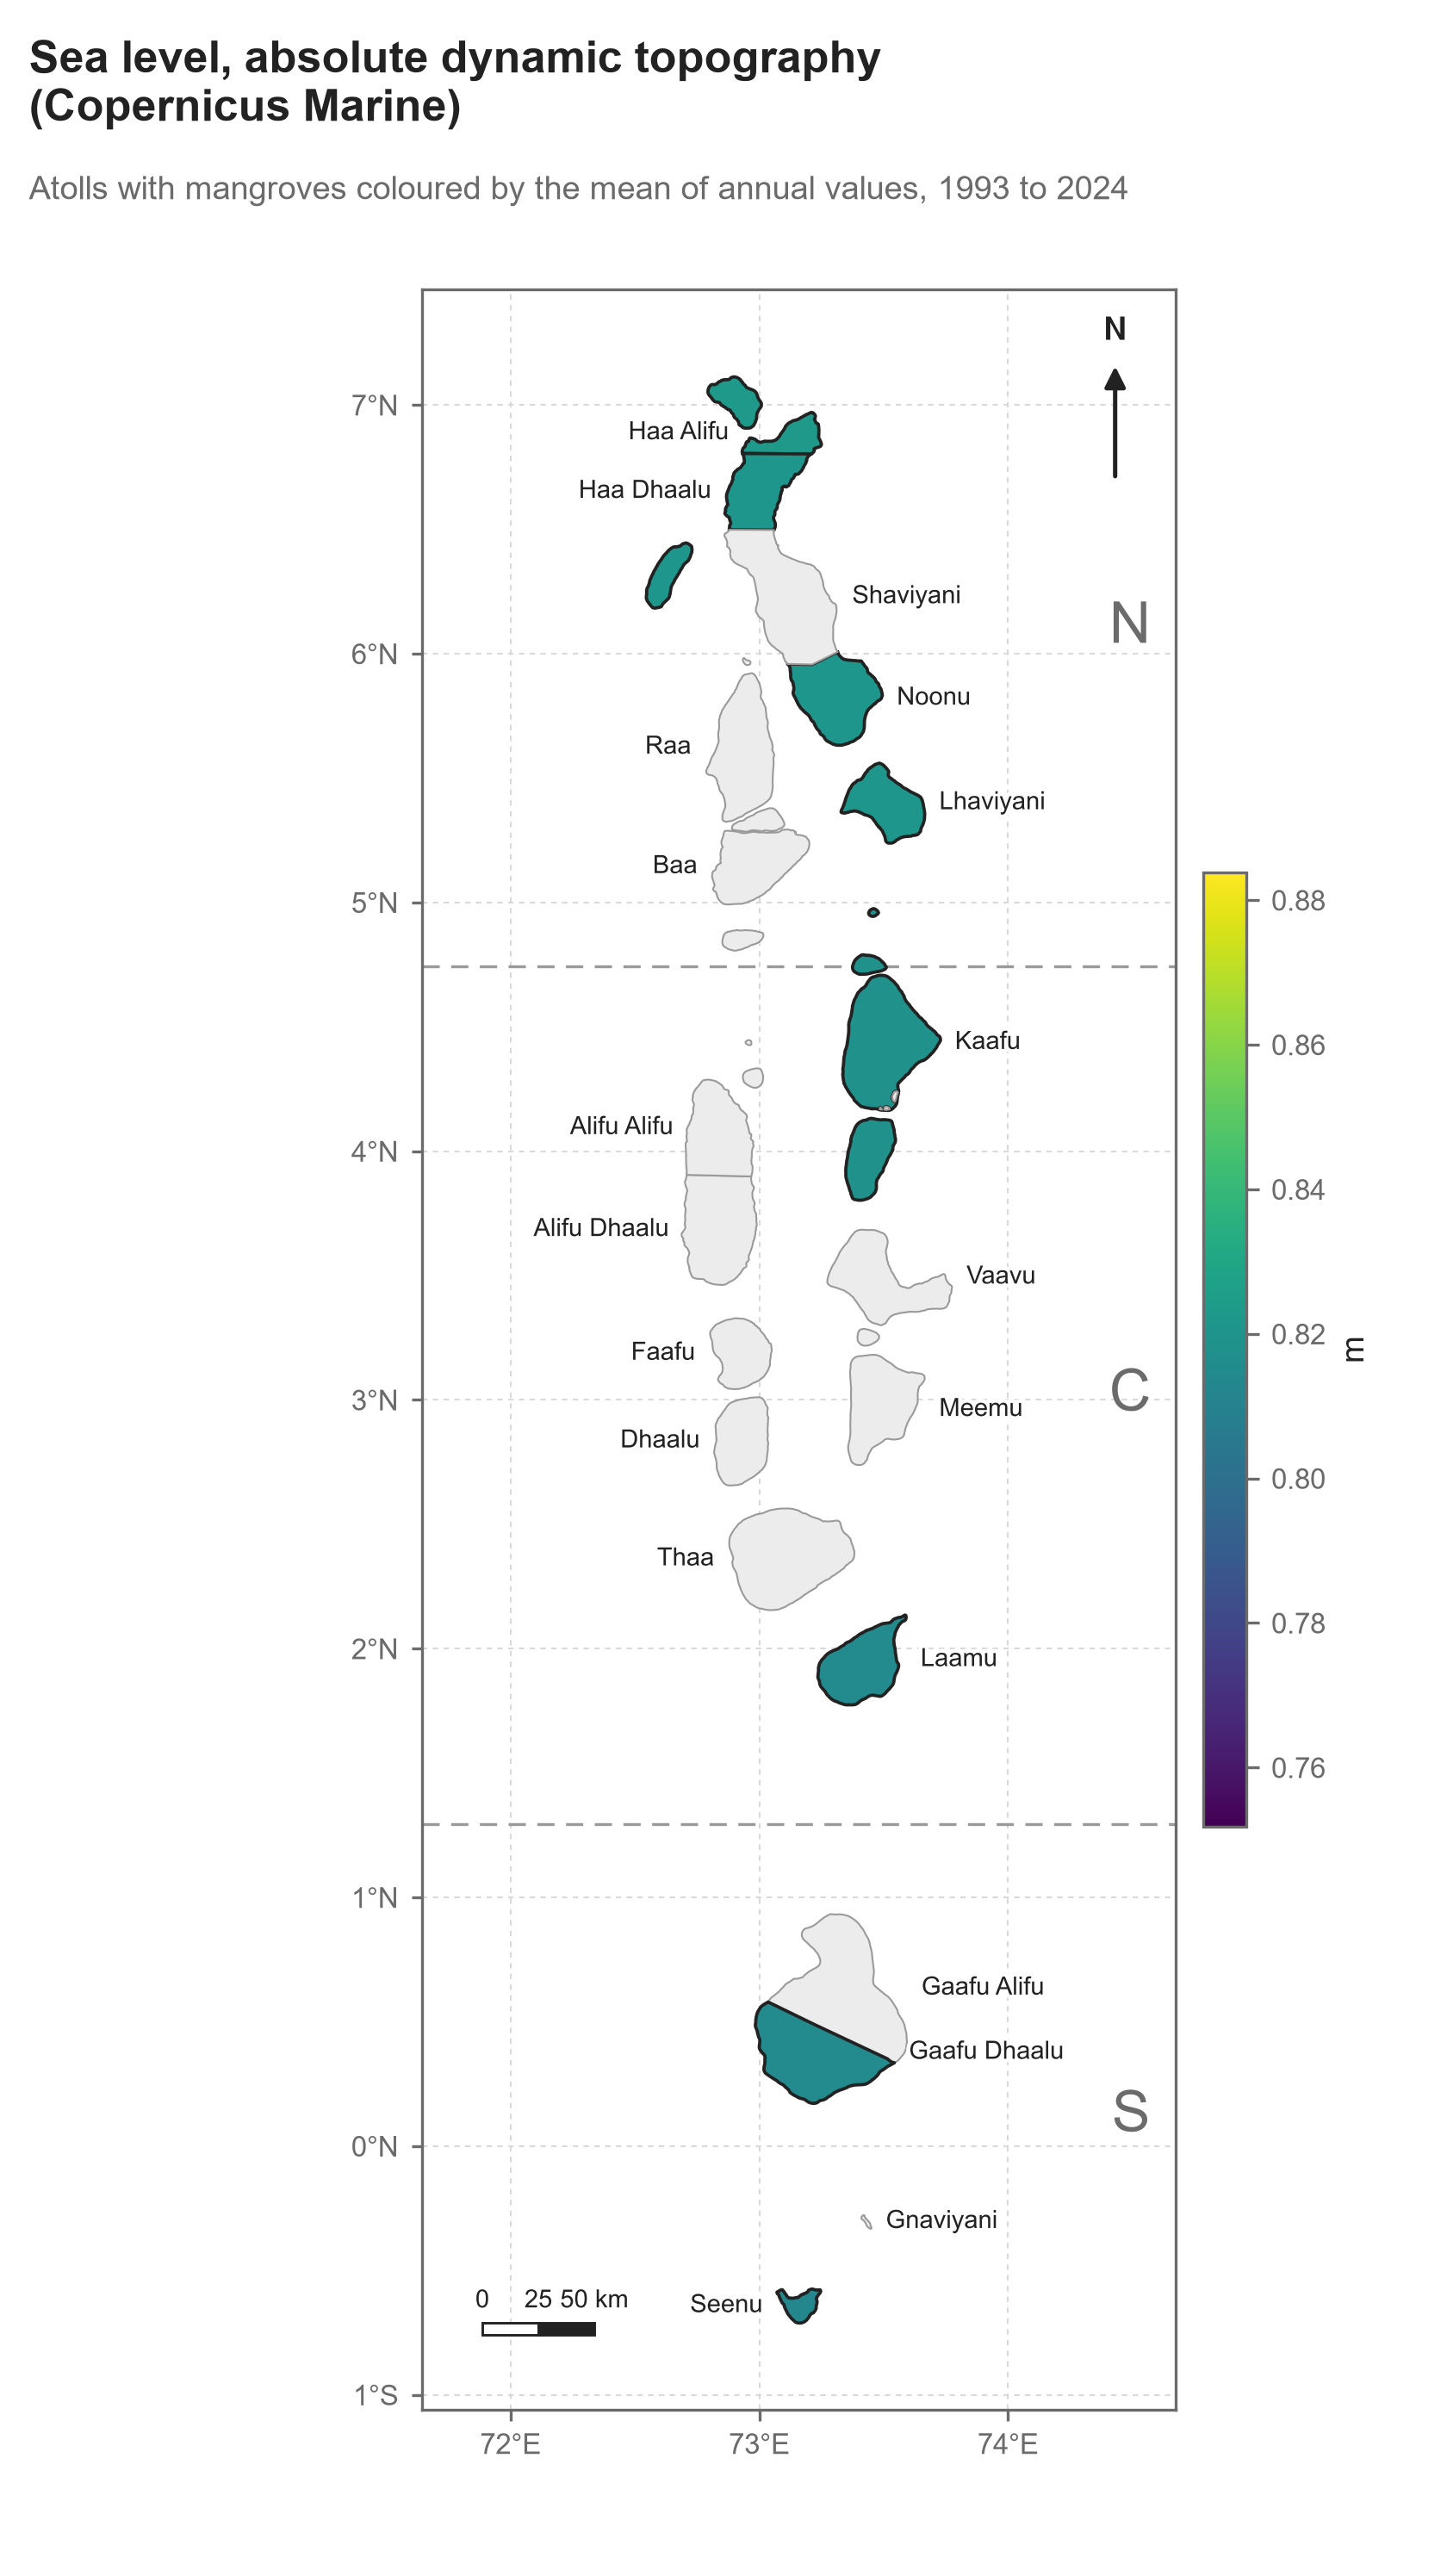 Sea level, absolute dynamic topography
(Copernicus Marine)
Atolls with mangroves coloured by the mean of annual values, 1993 to 2024
N
7°N
Haa Alifu
Haa Dhaalu
Shaviyani
N
6°N
Noonu
Raa
Lhaviyani
Baa
5°N
0.88
Kaafu
0.86
Alifu Alifu
4°N
0.84
Alifu Dhaalu
Vaavu
0.82
m
Faafu
3°N
C
Meemu
Dhaalu
0.80
Thaa
0.78
2°N
Laamu
0.76
1°N
Gaafu Alifu
Gaafu Dhaalu
S
0°N
Gnaviyani
0 25 50 km
Seenu
1°S
72°E 73°E 74°E